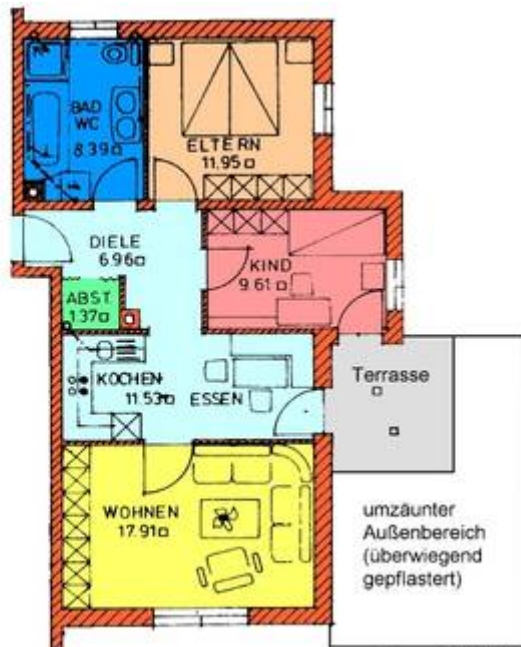 BAD
WC
8.39□
ELTERN
11.95□
DIELE
6.96□
KIND
9.61□
ABST.
1.37□
KOCHEN
11.53
ESSEN
Terrasse
WOHNEN
17.91□
umzäunter
Außenbereich
(überwiegend
gepflastert)